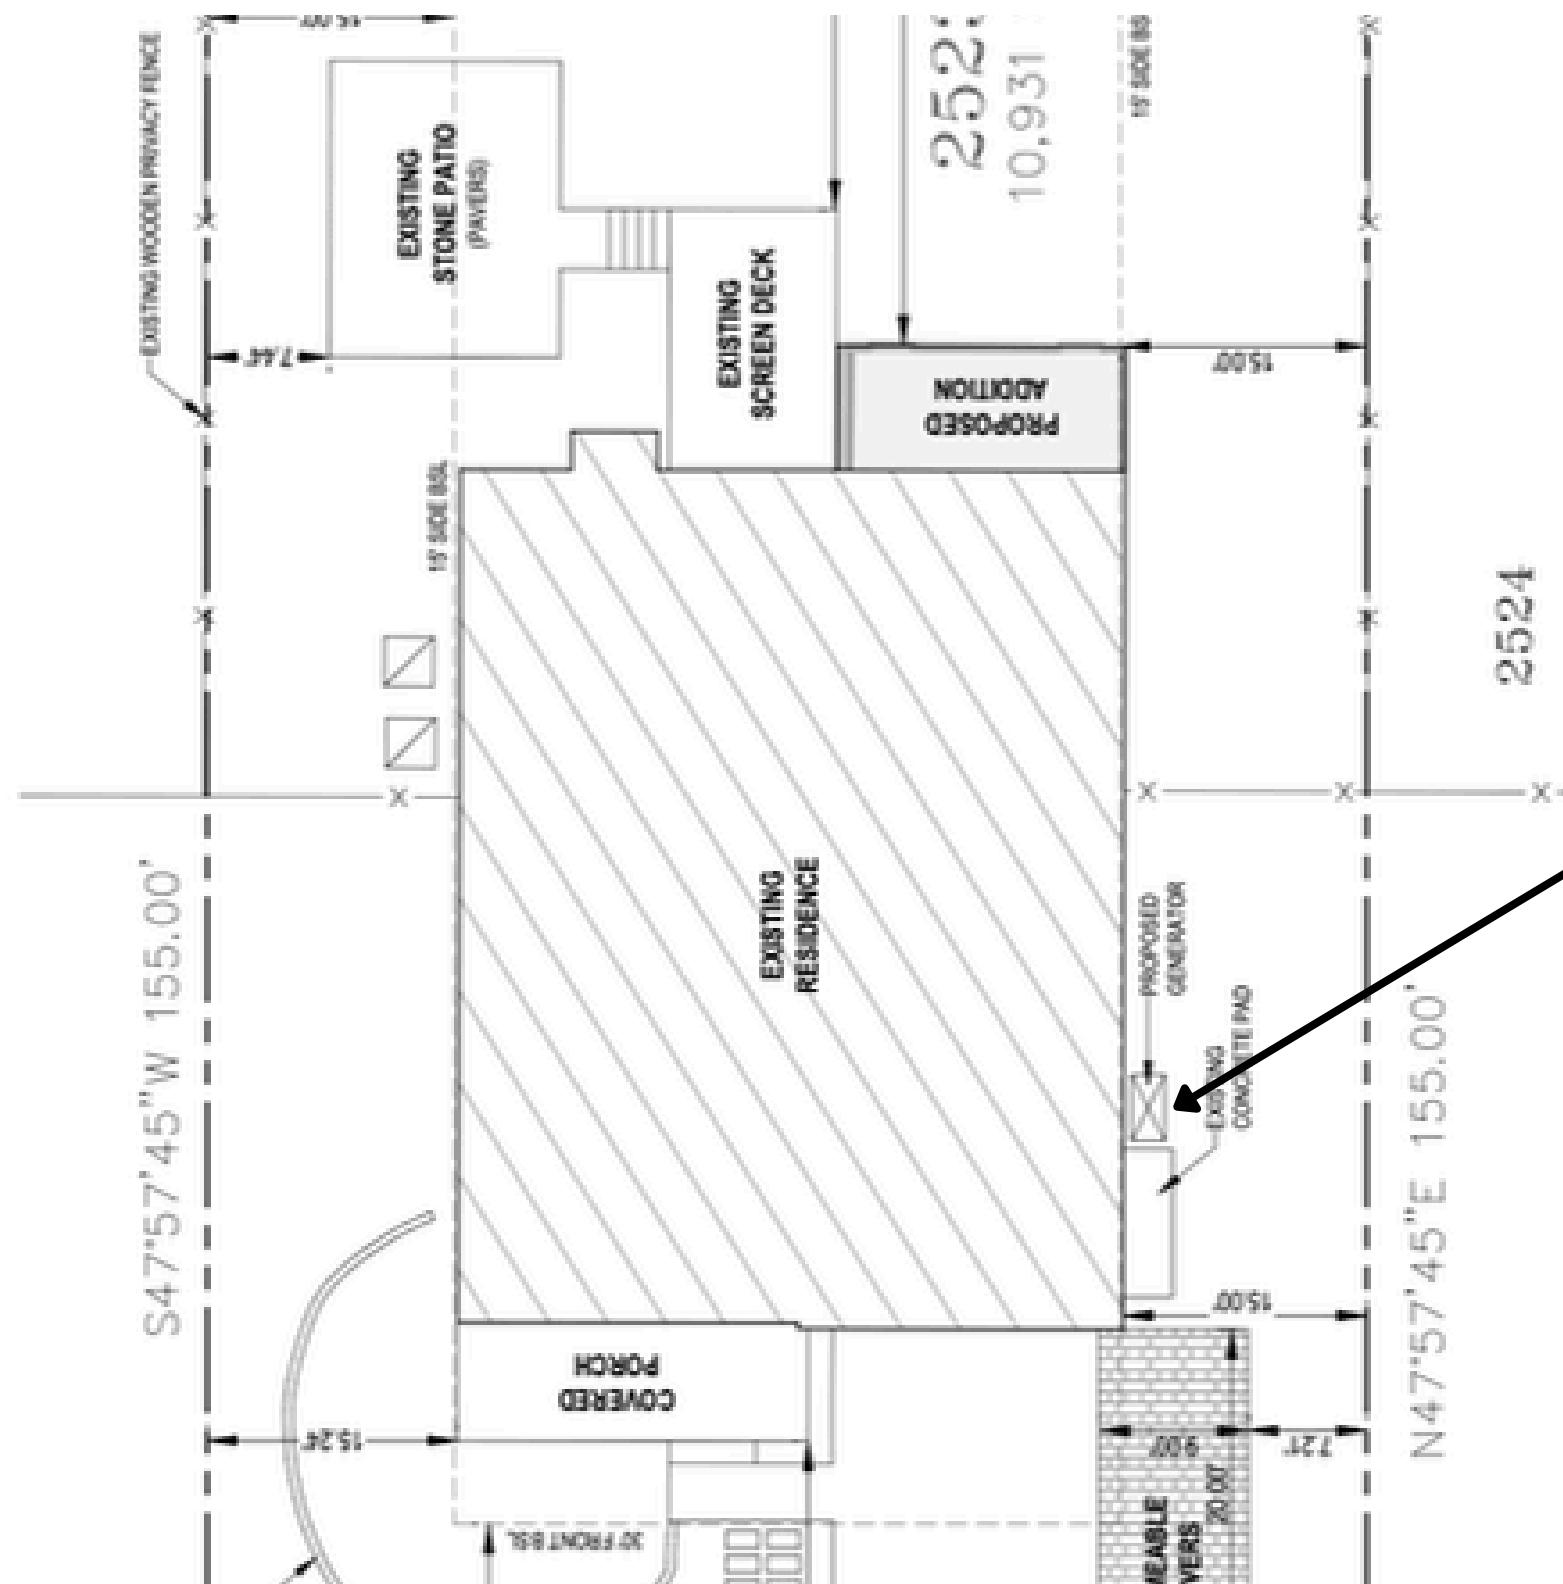 15.00'
EXISTING WOODEN PRIVACY FENCE
EXISTING
STONE PATIO
(PAVERS)
10,931
15' SIDE
7.44'
EXISTING
SCREEN DECK
PROPOSED
ADDITION
15.00'
15' SIDE BSL
2524
EXISTING
RESIDENCE
PROPOSED
GENERATOR
EXISTING
CONCRETE PAD
S47°57'45"W 155.00'
N47°57'45"E 155.00'
15.00'
COVERED
PORCH
15.24'
9.00'
7.21'
20.00'
30' FRONT BSL